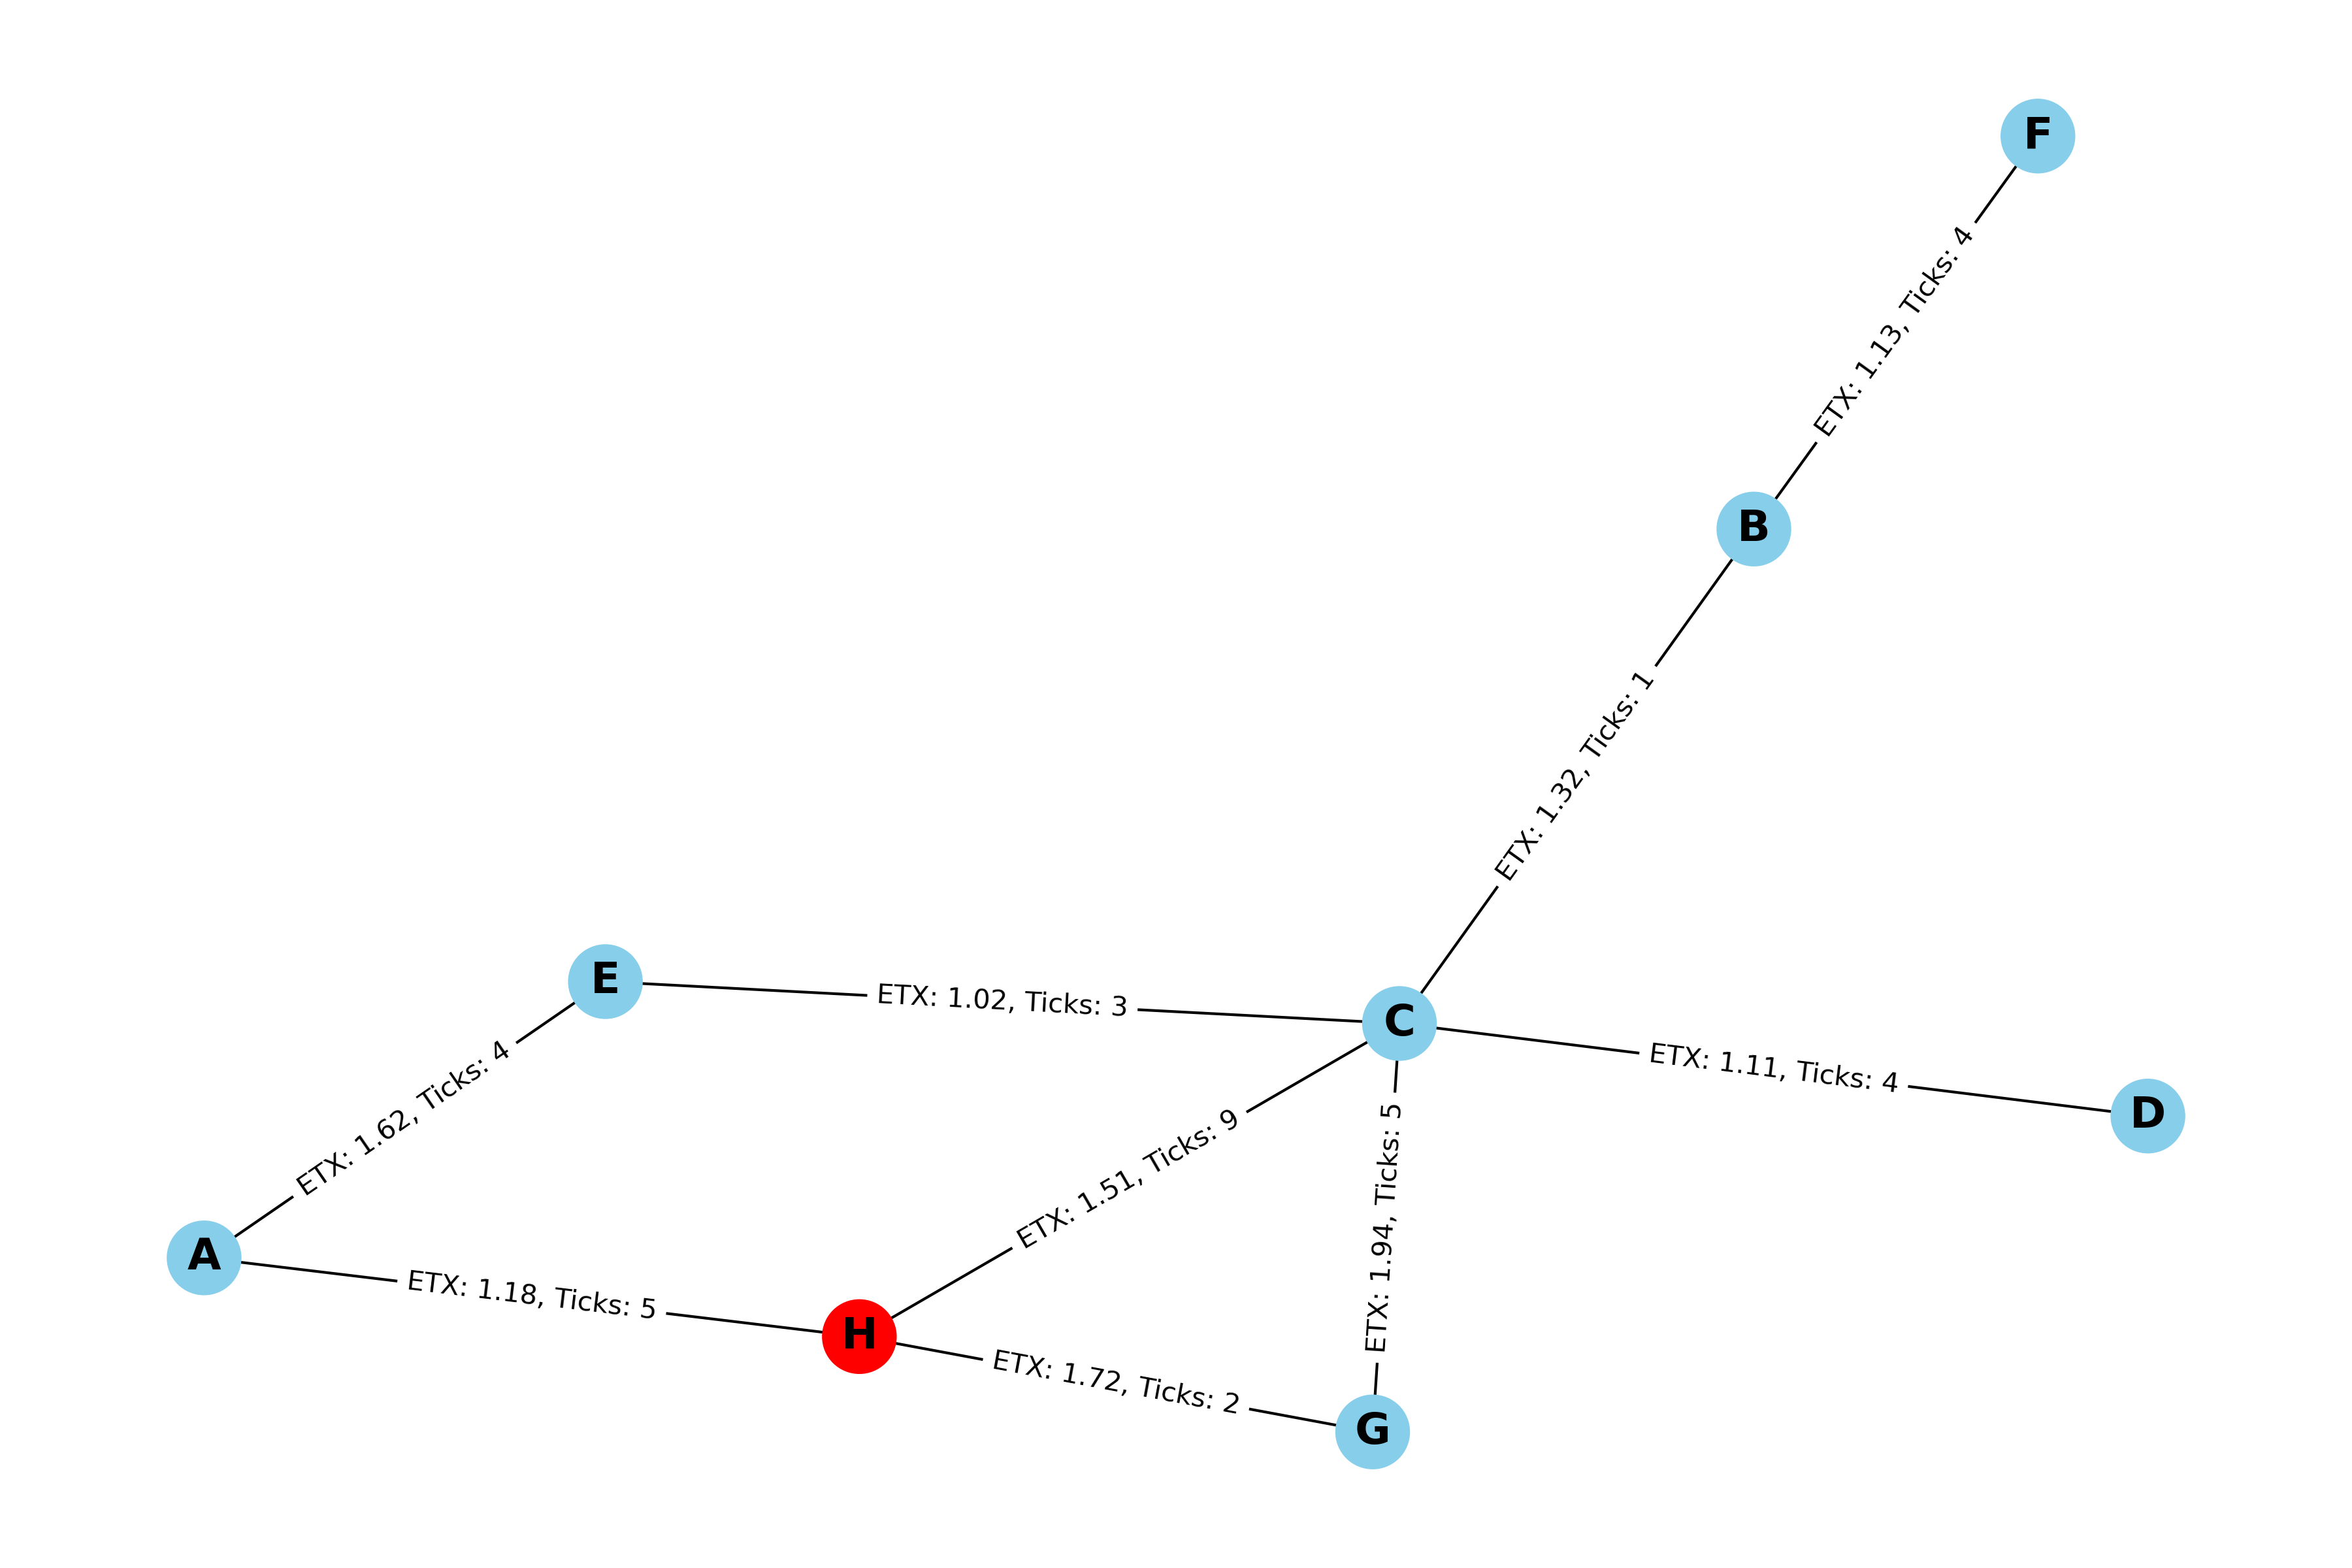 F
ETX: 1.13, Ticks: 4
B
ETX: 1.32, Ticks: 1
E
ETX: 1.02, Ticks: 3
C
ETX: 1.11, Ticks: 4
D
ETX: 1.62, Ticks: 4
ETX: 1.51, Ticks: 9
ETX: 1.94, Ticks: 5
A
ETX: 1.18, Ticks: 5
H
ETX: 1.72, Ticks: 2
G